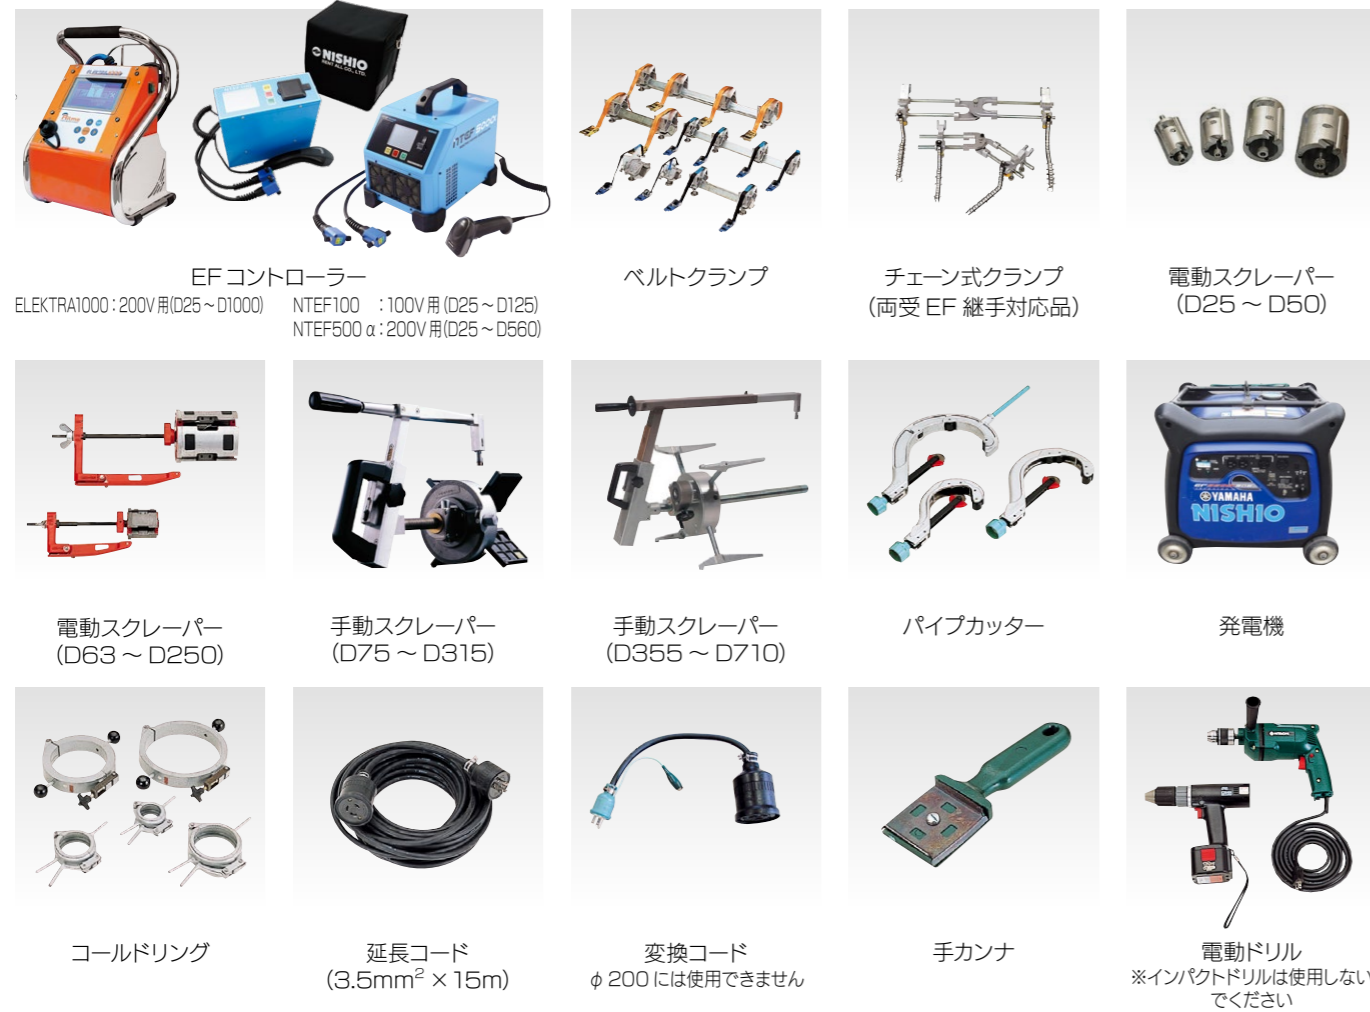 NISHIO
RENT ALL CO., LTD.
EFコントローラー
ELEKTRA1000：200V用(D25～D1000)
NTEF100　：100V用(D25～D125)
NTEF500α：200V用(D25～D560)
ベルトクランプ
チェーン式クランプ
（両受EF継手対応品）
電動スクレーパー
（D25～D50）
YAMAHA
NISHIO
電動スクレーパー
（D63～D250）
手動スクレーパー
（D75～D315）
手動スクレーパー
（D355～D710）
パイプカッター
発電機
コールドリング
延長コード
（3.5mm²×15m）
変換コード
φ200には使用できません
手カンナ
電動ドリル
※インパクトドリルは使用しない
でください